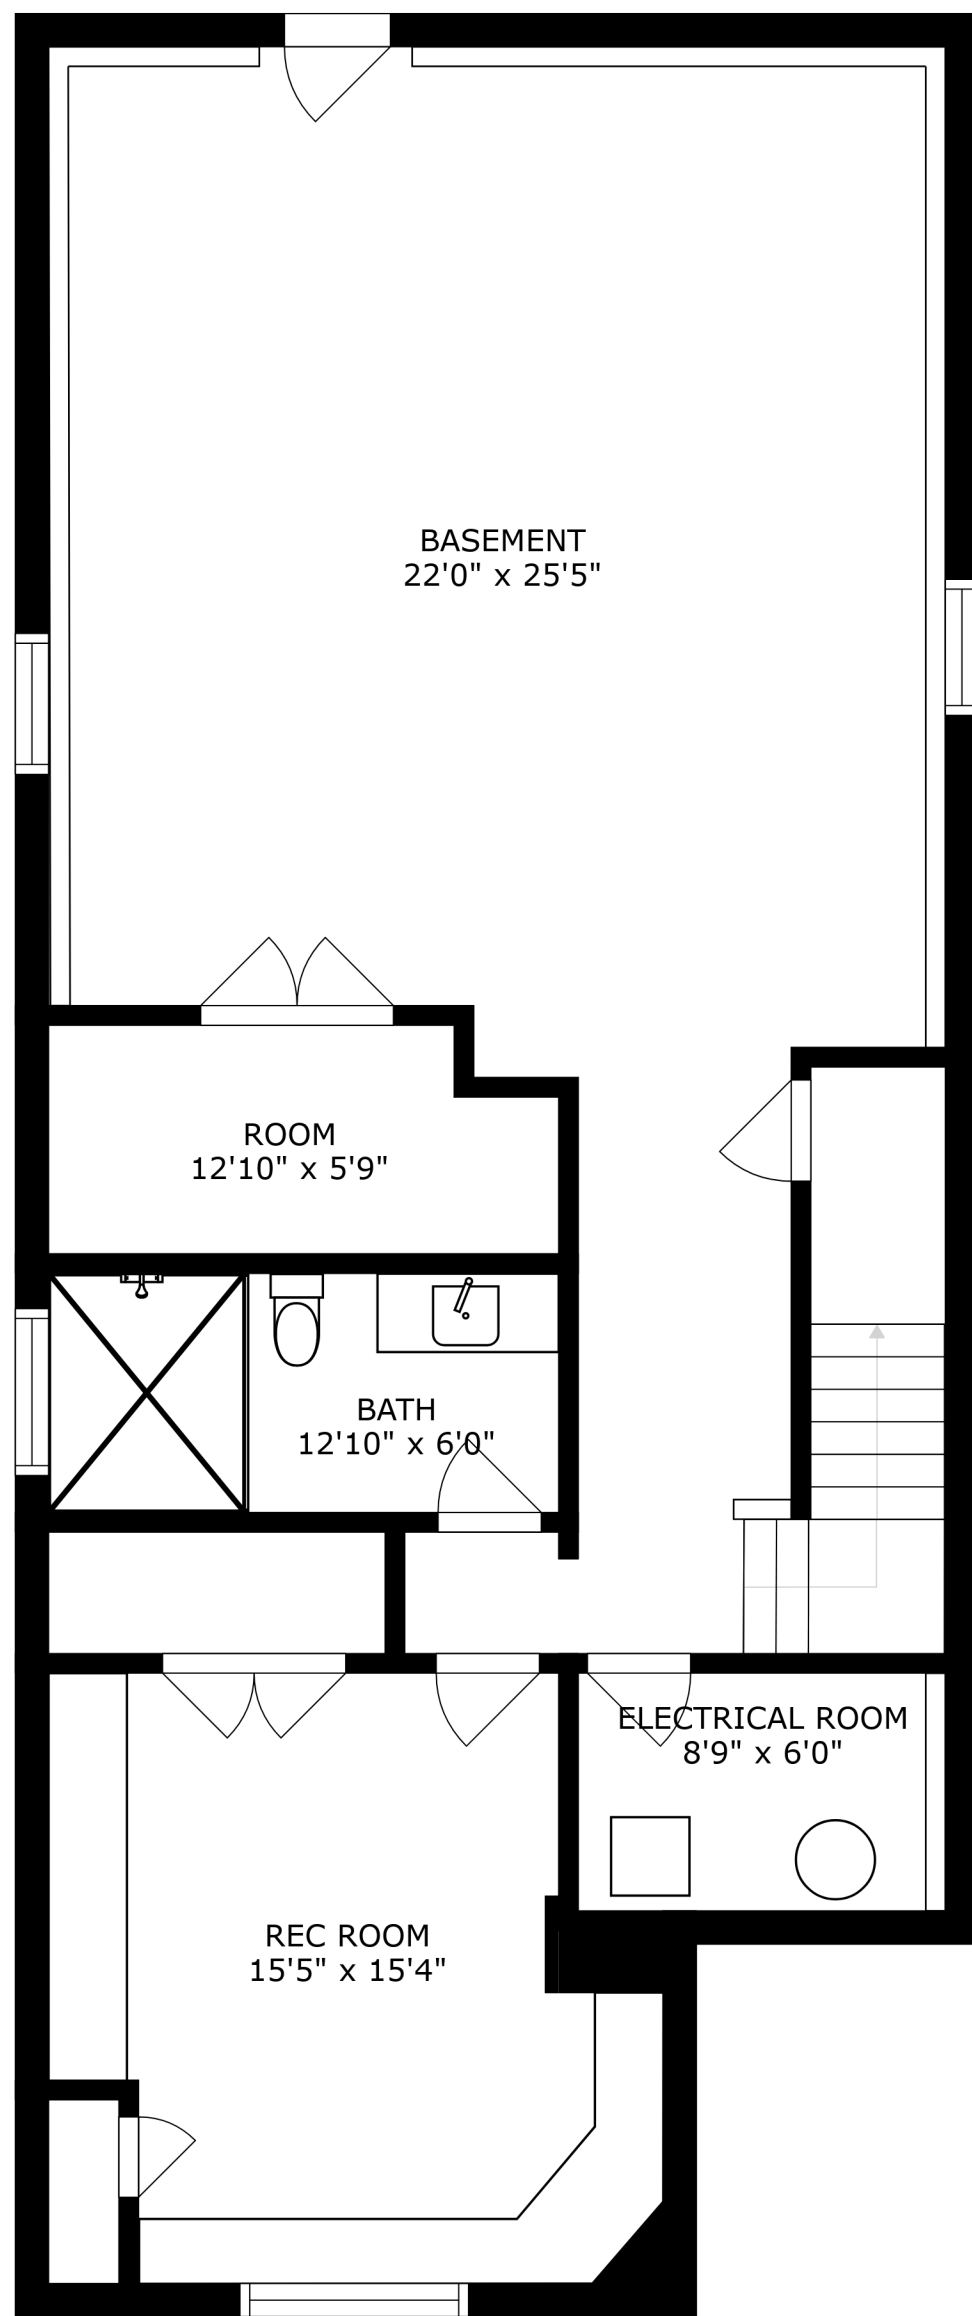 BASEMENT
22'0" x 25'5"
ROOM
12'10" x 5'9"
BATH
12'10" x 6'0"
ELECTRICAL ROOM
8'9" x 6'0"
REC ROOM
15'5" x 15'4"